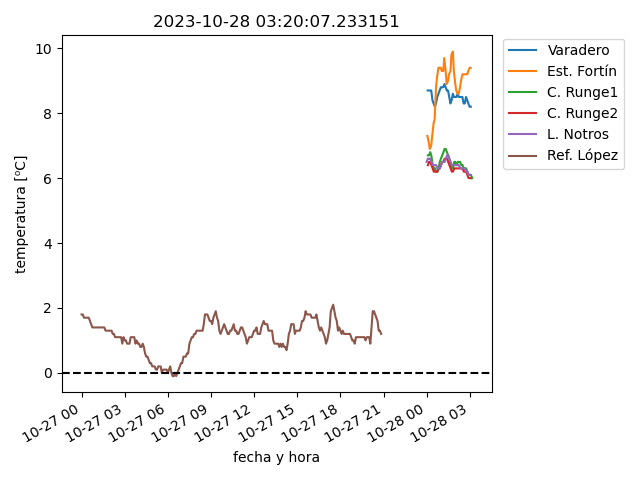 2023-10-28 03:20:07.233151
10
8
6
4
2
0
temperatura [ºC]
10-27 00
10-27 03
10-27 06
10-27 09
10-27 12
10-27 15
10-27 18
10-27 21
10-28 00
10-28 03
fecha y hora
Varadero
Est. Fortín
C. Runge1
C. Runge2
L. Notros
Ref. López